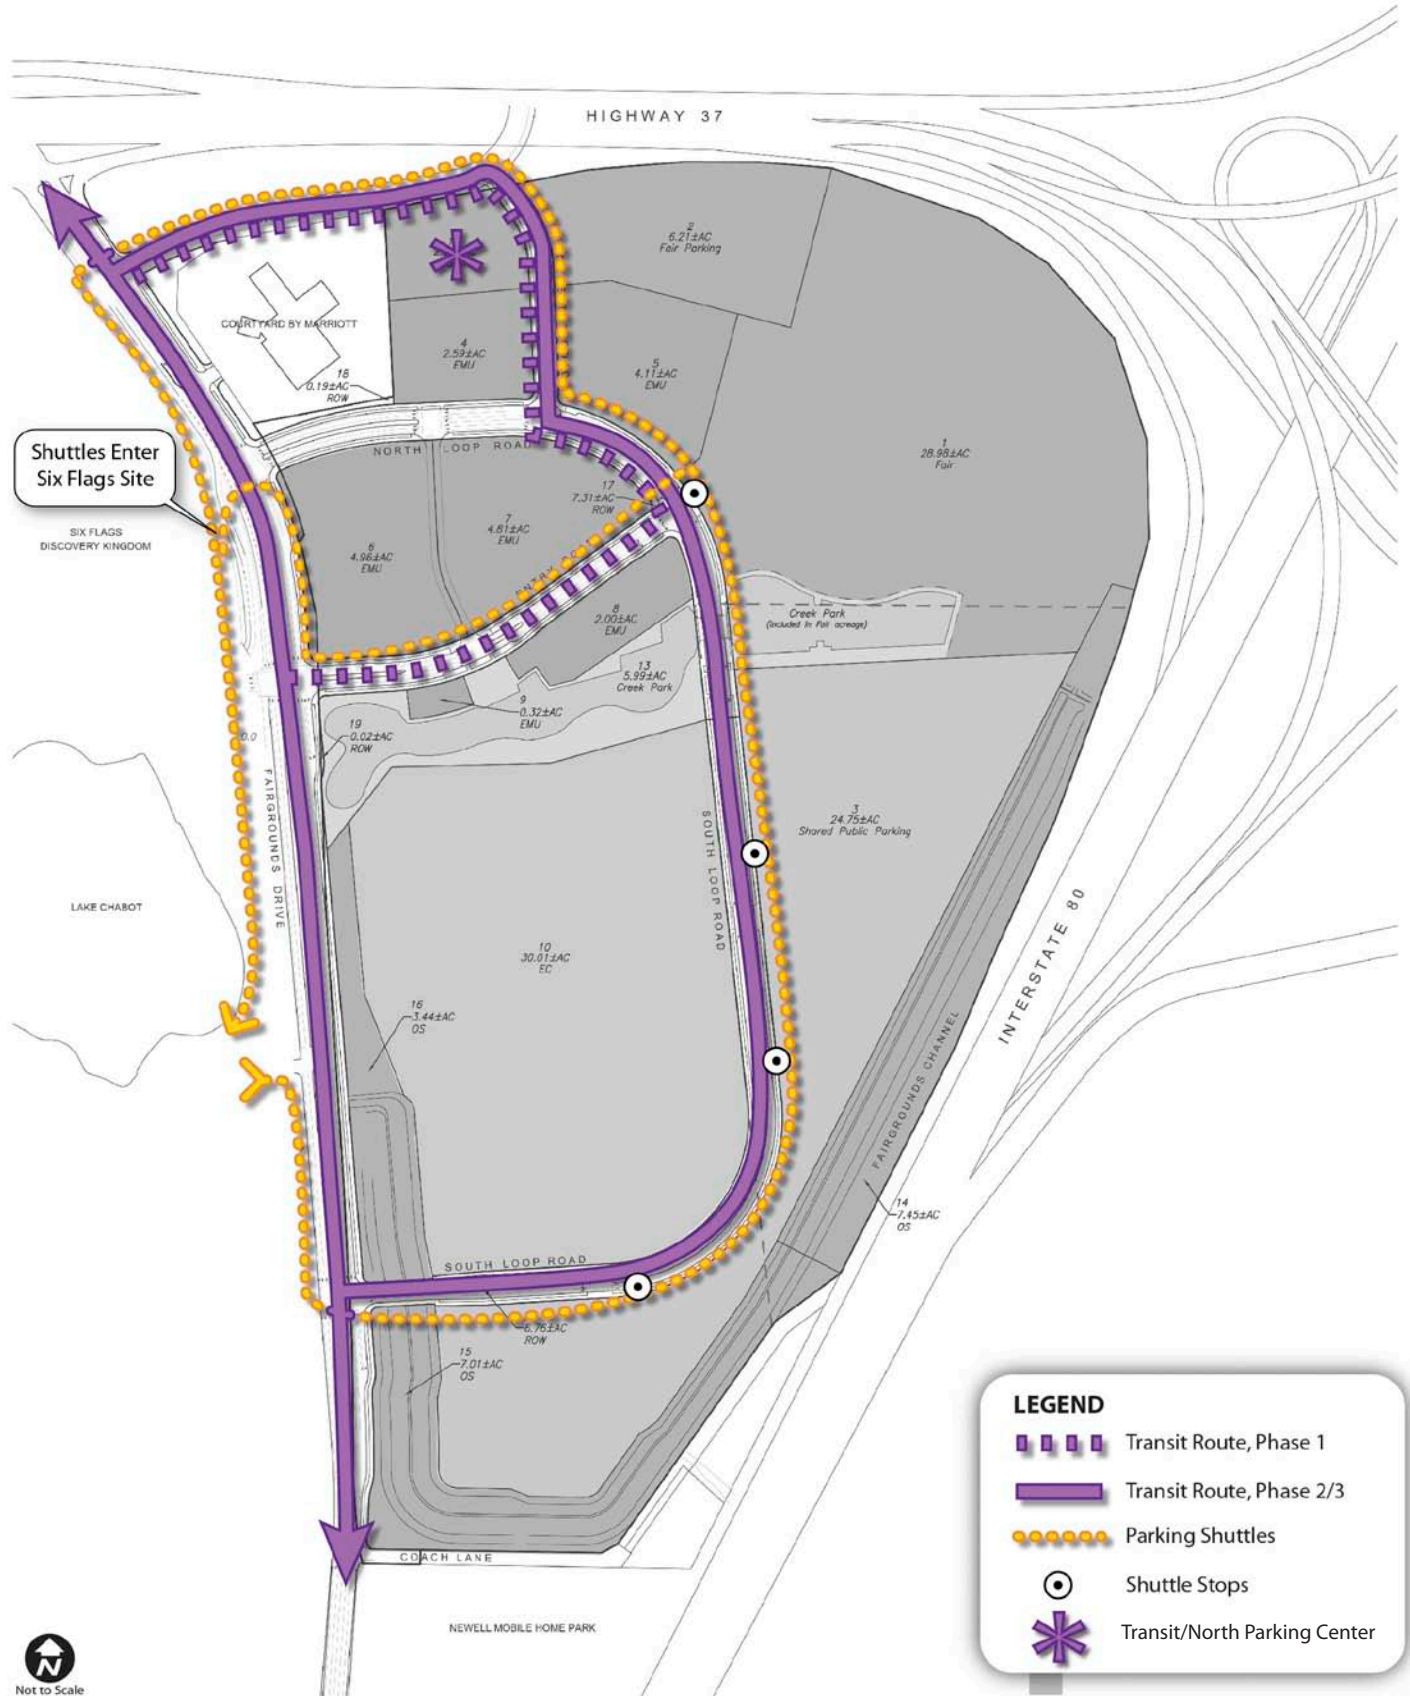 HIGHWAY 37
2
6.21±AC
Fair Parking
COURTYARD BY MARRIOTT
4
2.59±AC
EMU
5
4.11±AC
EMU
18
0.19±AC
ROW
1
28.98±AC
Fair
Shuttles Enter
Six Flags Site
NORTH LOOP ROAD
17
7.31±AC
ROW
SIX FLAGS
DISCOVERY KINGDOM
7
4.81±AC
EMU
6
4.96±AC
EMU
8
2.00±AC
EMU
Creek Park
(included in Fair acreage)
13
5.99±AC
Creek Park
9
0.32±AC
EMU
19
0.02±AC
ROW
0.0
FAIRGROUNDS DRIVE
SOUTH LOOP ROAD
3
24.75±AC
Shared Public Parking
LAKE CHABOT
10
30.01±AC
EC
INTERSTATE 80
16
3.44±AC
OS
FAIRGROUNDS CHANNEL
14
7.45±AC
OS
SOUTH LOOP ROAD
6.76±AC
ROW
15
7.01±AC
OS
COACH LANE
NEWELL MOBILE HOME PARK
N
Not to Scale
LEGEND
Transit Route, Phase 1
Transit Route, Phase 2/3
Parking Shuttles
Shuttle Stops
Transit/North Parking Center